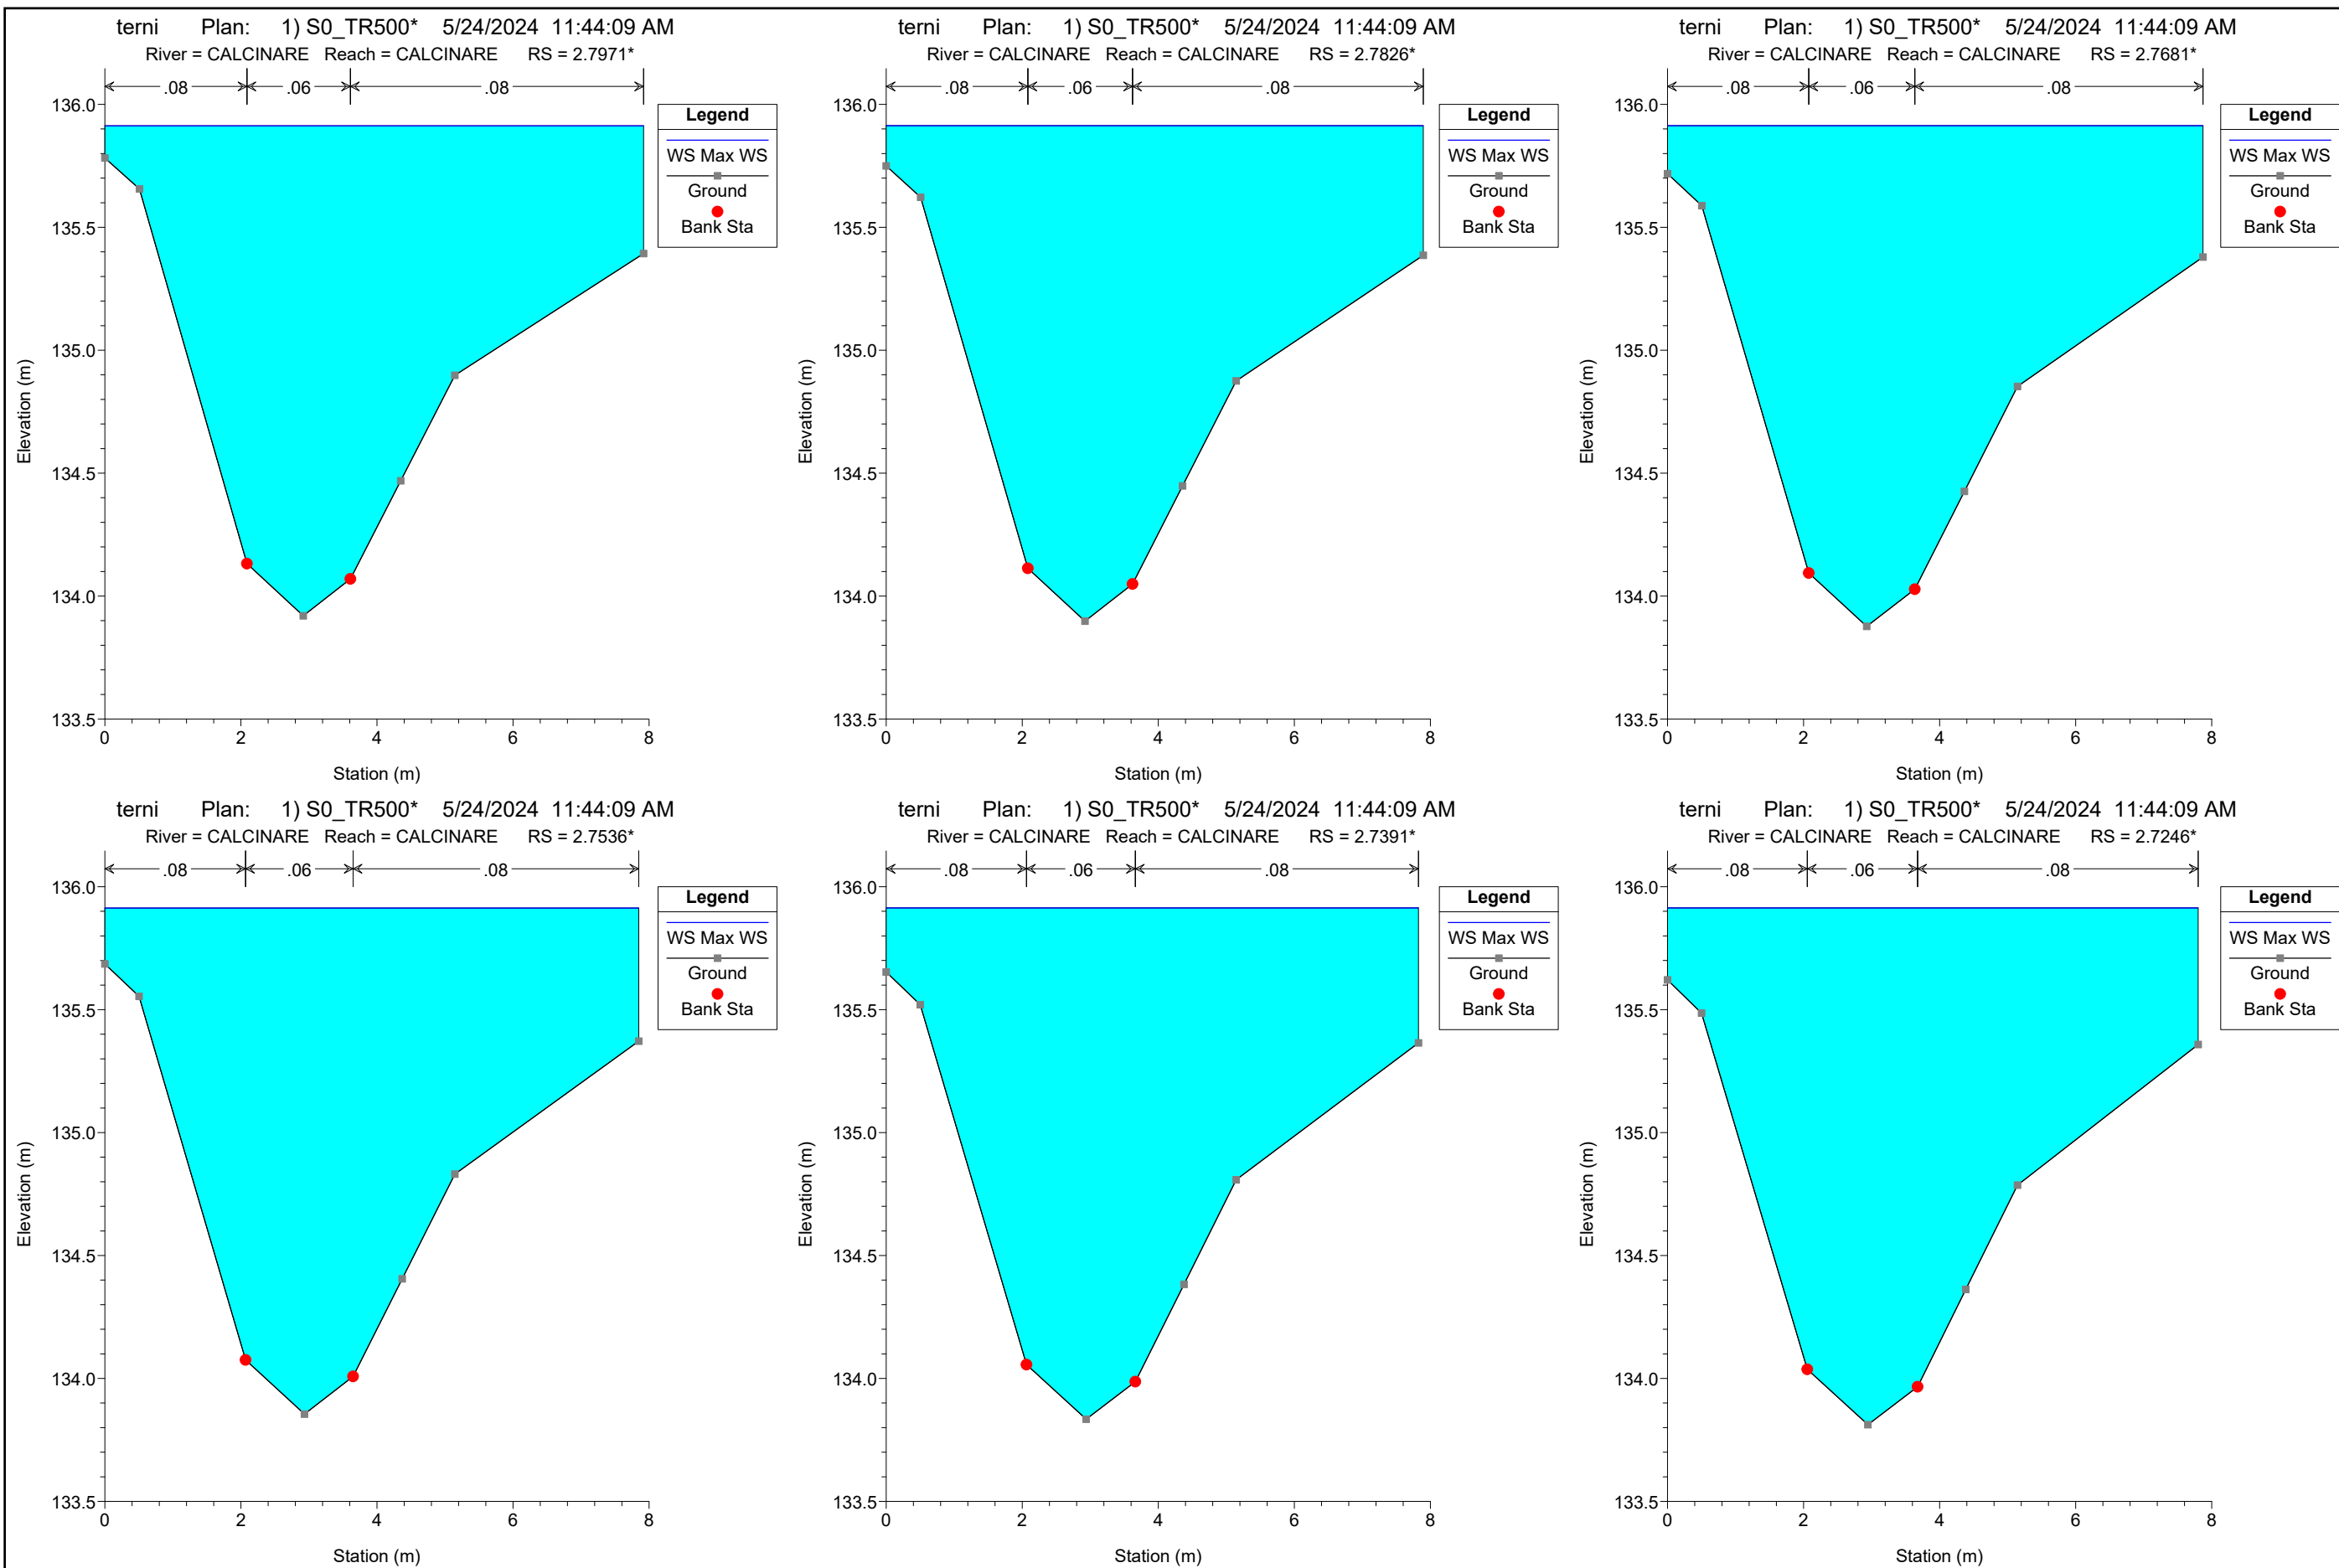 terni Plan: 1) S0_TR500* 5/24/2024 11:44:09 AM
River = CALCINARE Reach = CALCINARE RS = 2.7971*
.08 .06 .08
Legend
WS Max WS
Ground
Bank Sta
136.0
135.5
135.0
134.5
134.0
133.5
0 2 4 6 8
Elevation (m)
Station (m)
terni Plan: 1) S0_TR500* 5/24/2024 11:44:09 AM
River = CALCINARE Reach = CALCINARE RS = 2.7826*
.08 .06 .08
Legend
WS Max WS
Ground
Bank Sta
136.0
135.5
135.0
134.5
134.0
133.5
0 2 4 6 8
Elevation (m)
Station (m)
terni Plan: 1) S0_TR500* 5/24/2024 11:44:09 AM
River = CALCINARE Reach = CALCINARE RS = 2.7681*
.08 .06 .08
Legend
WS Max WS
Ground
Bank Sta
136.0
135.5
135.0
134.5
134.0
133.5
0 2 4 6 8
Elevation (m)
Station (m)
terni Plan: 1) S0_TR500* 5/24/2024 11:44:09 AM
River = CALCINARE Reach = CALCINARE RS = 2.7536*
.08 .06 .08
Legend
WS Max WS
Ground
Bank Sta
136.0
135.5
135.0
134.5
134.0
133.5
0 2 4 6 8
Elevation (m)
Station (m)
terni Plan: 1) S0_TR500* 5/24/2024 11:44:09 AM
River = CALCINARE Reach = CALCINARE RS = 2.7391*
.08 .06 .08
Legend
WS Max WS
Ground
Bank Sta
136.0
135.5
135.0
134.5
134.0
133.5
0 2 4 6 8
Elevation (m)
Station (m)
terni Plan: 1) S0_TR500* 5/24/2024 11:44:09 AM
River = CALCINARE Reach = CALCINARE RS = 2.7246*
.08 .06 .08
Legend
WS Max WS
Ground
Bank Sta
136.0
135.5
135.0
134.5
134.0
133.5
0 2 4 6 8
Elevation (m)
Station (m)